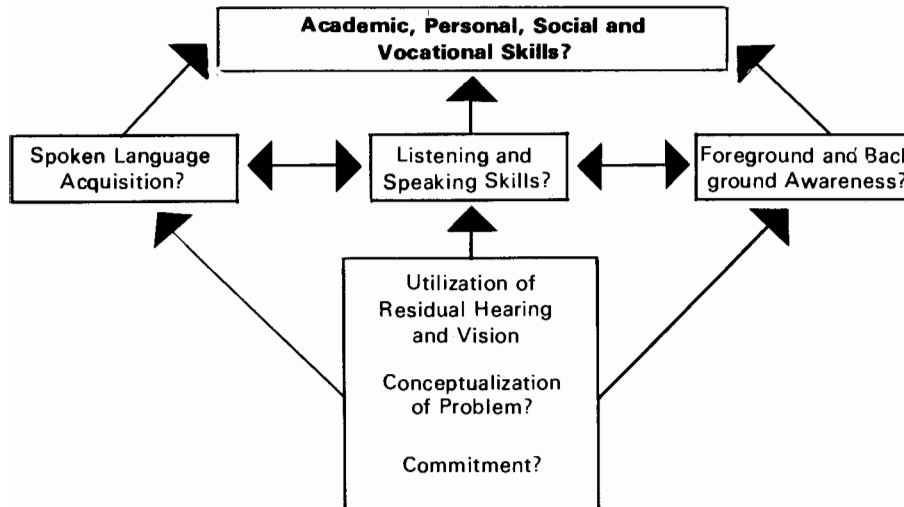 Academic, Personal, Social and
Vocational Skills?
Spoken Language
Acquisition?
Listening and
Speaking Skills?
Foreground and Back
ground Awareness?
Utilization of
Residual Hearing
and Vision
Conceptualization
of Problem?
Commitment?